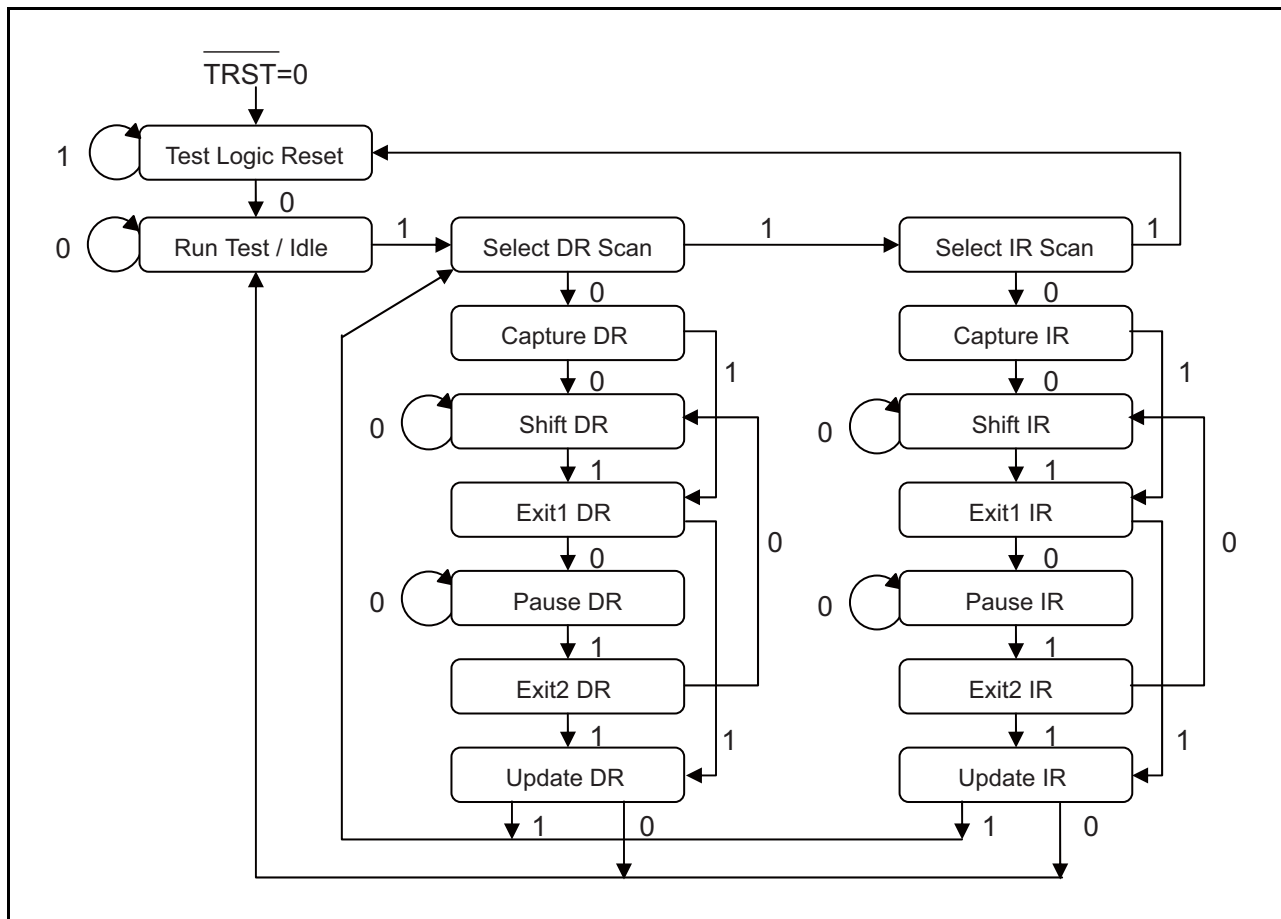 TRST=0
1
Test Logic Reset
0
0
Run Test / Idle
1
Select DR Scan
1
Select IR Scan
1
0
0
Capture DR
Capture IR
0
1
0
1
0
Shift DR
0
Shift IR
1
1
Exit1 DR
Exit1 IR
0
0
0
0
0
Pause DR
0
Pause IR
1
1
Exit2 DR
Exit2 IR
1
1
1
1
Update DR
Update IR
1
0
1
0